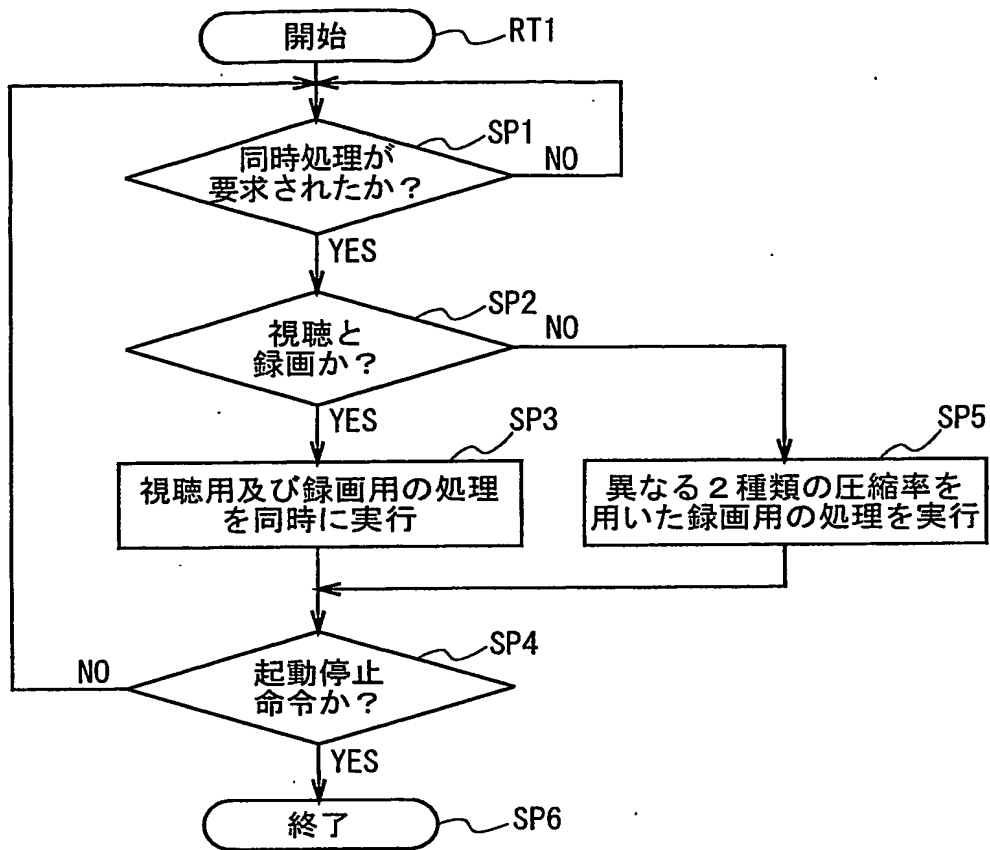 開始
RT1
SP1
同時処理が
要求されたか？
NO
YES
SP2
視聴と
録画か？
NO
YES
SP3
視聴用及び録画用の処理
を同時に実行
SP5
異なる２種類の圧縮率を
用いた録画用の処理を実行
SP4
起動停止
命令か？
NO
YES
終了
SP6